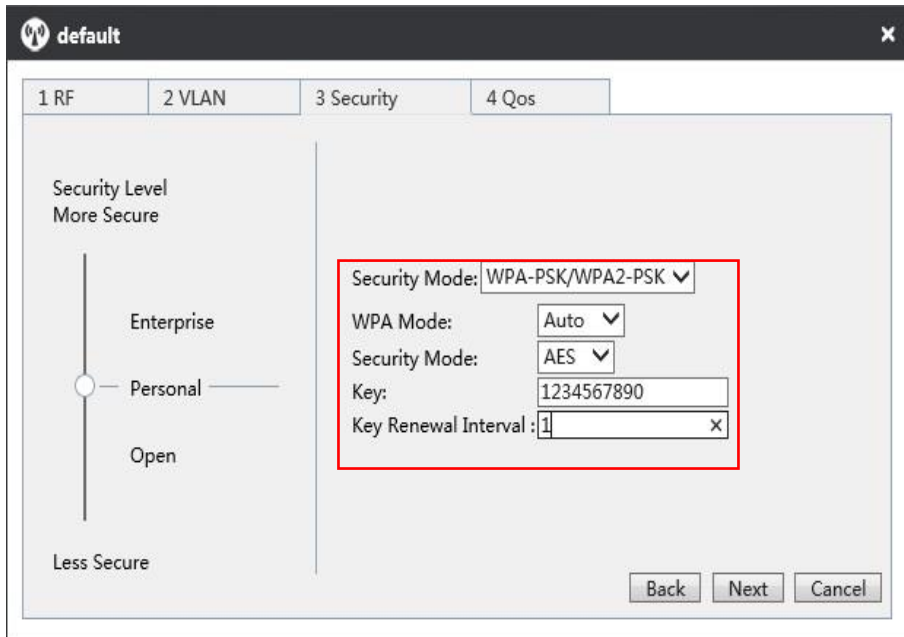 default
1 RF 2 VLAN 3 Security 4 Qos
Security Level
More Secure
Enterprise
Personal
Open
Less Secure
Security Mode: WPA-PSK/WPA2-PSK
WPA Mode: Auto
Security Mode: AES
Key: 1234567890
Key Renewal Interval : 1
Back Next Cancel